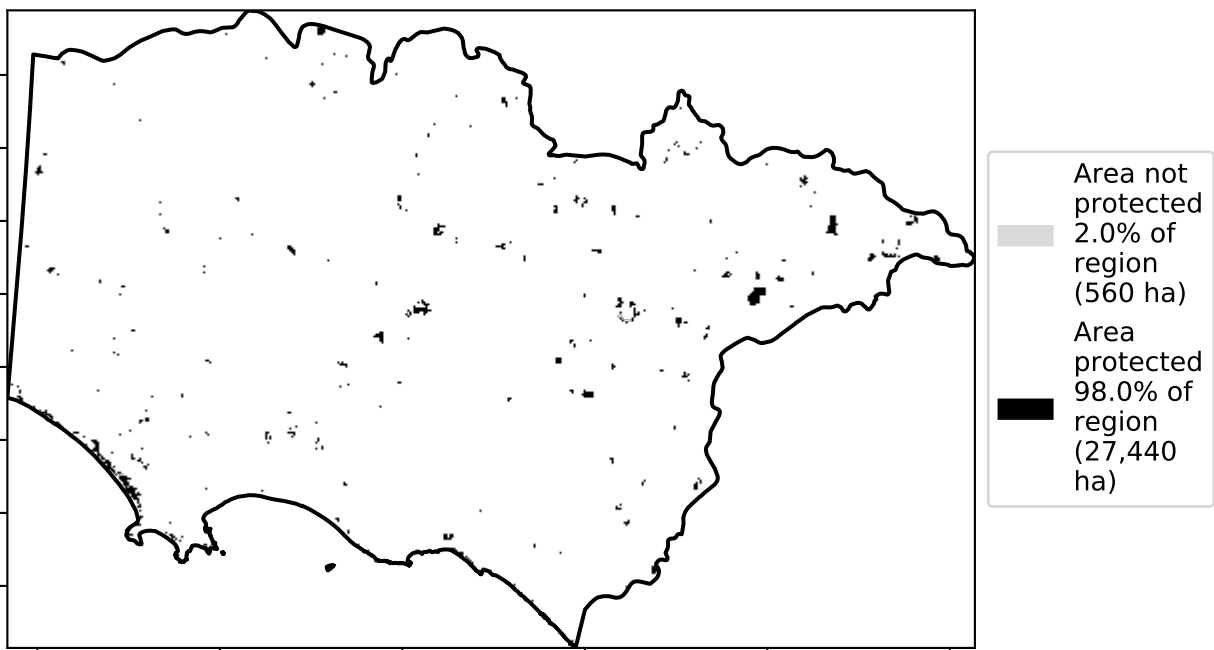 Area not
protected
2.0% of
region
(560 ha)
Area
protected
98.0% of
region
(27,440
ha)